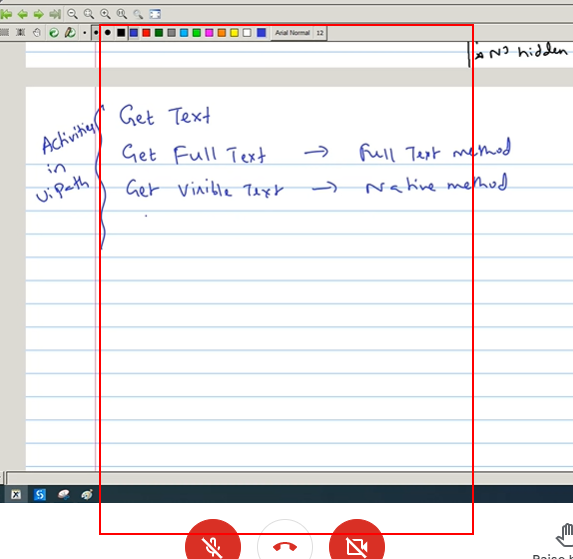 Arial Normal 12
No hidden
Activities in UiPath
Get Text
Get Full Text → Full Text method
Get Visible Text → Native method